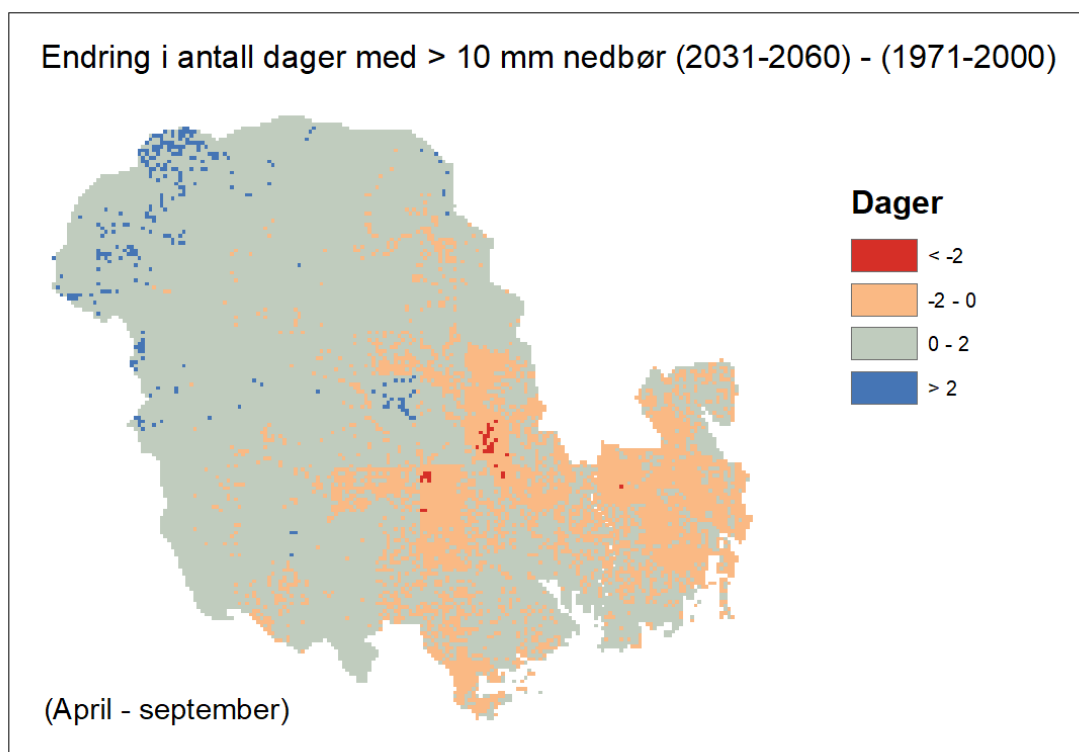 Endring i antall dager med > 10 mm nedbør (2031-2060) - (1971-2000)
Dager
< -2
-2 - 0
0 - 2
> 2
(April - september)